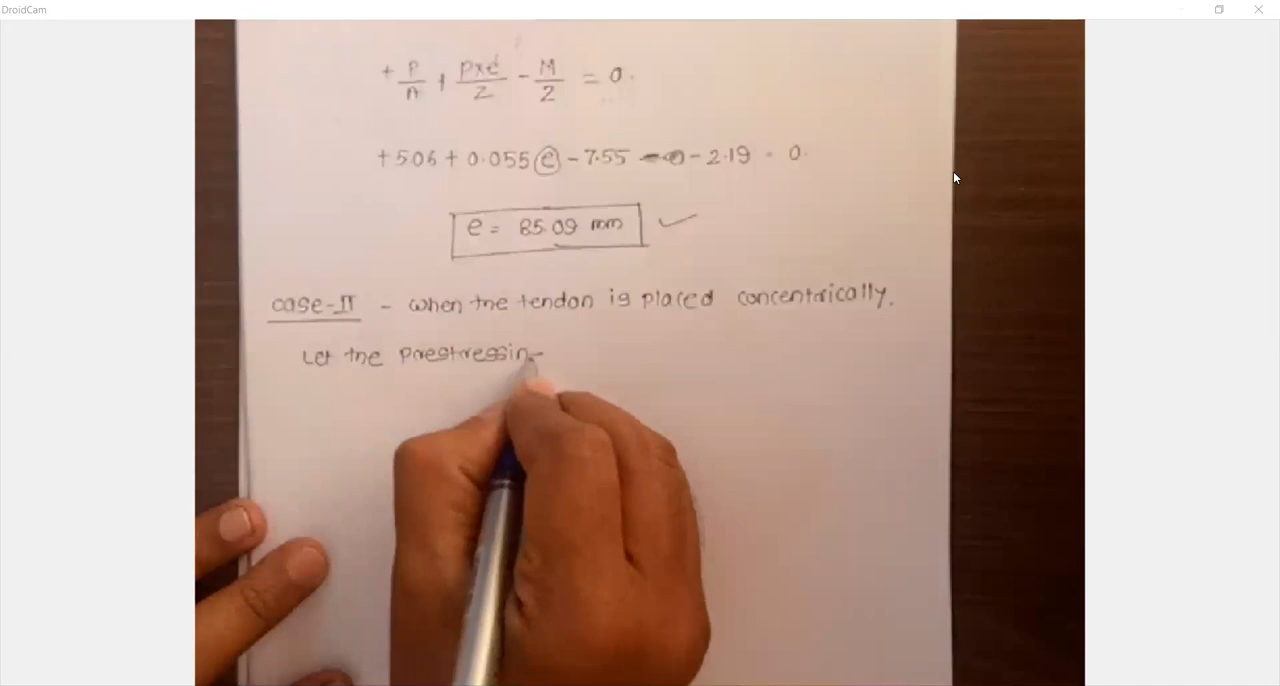 DroidCam
+ P/A + Pxe/Z - M/Z = 0.
+ 5.06 + 0.055 e - 7.55 - 2.19 = 0.
e = 85.09 mm ✓
case-II - when the tendon is placed concentrically.
Let the Prestressin